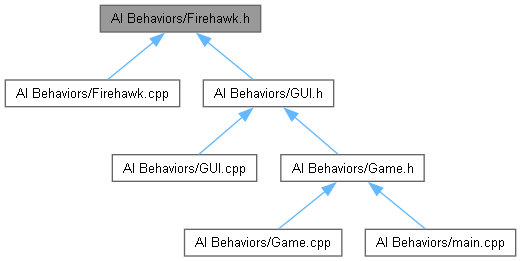 AI Behaviors/Firehawk.h
AI Behaviors/Firehawk.cpp
AI Behaviors/GUI.h
AI Behaviors/GUI.cpp
AI Behaviors/Game.h
AI Behaviors/Game.cpp
AI Behaviors/main.cpp